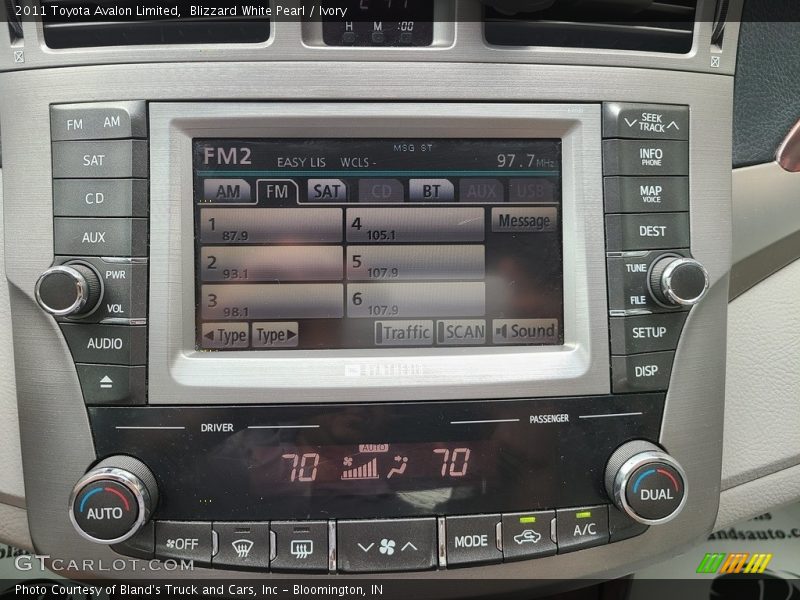 2011 Toyota Avalon Limited,  Blizzard White Pearl / Ivory
H M :00
FM AM
SAT
CD
AUX
PWR
VOL
AUDIO
MSG ST
FM2 EASY LIS WCLS- 97.7MHz
AM FM SAT CD BT AUX USB
1 87.9
2 93.1
3 98.1
4 105.1
5 107.9
6 107.9
Message
◄Type Type► Traffic SCAN Sound
SEEK
TRACK
INFO
PHONE
MAP
VOICE
DEST
TUNE
FILE
SETUP
DISP
DRIVER PASSENGER
AUTO
70 70
AUTO
DUAL
OFF
MODE
A/C
GTcarlot.com
Photo Courtesy of Bland's Truck and Cars, Inc - Bloomington, IN